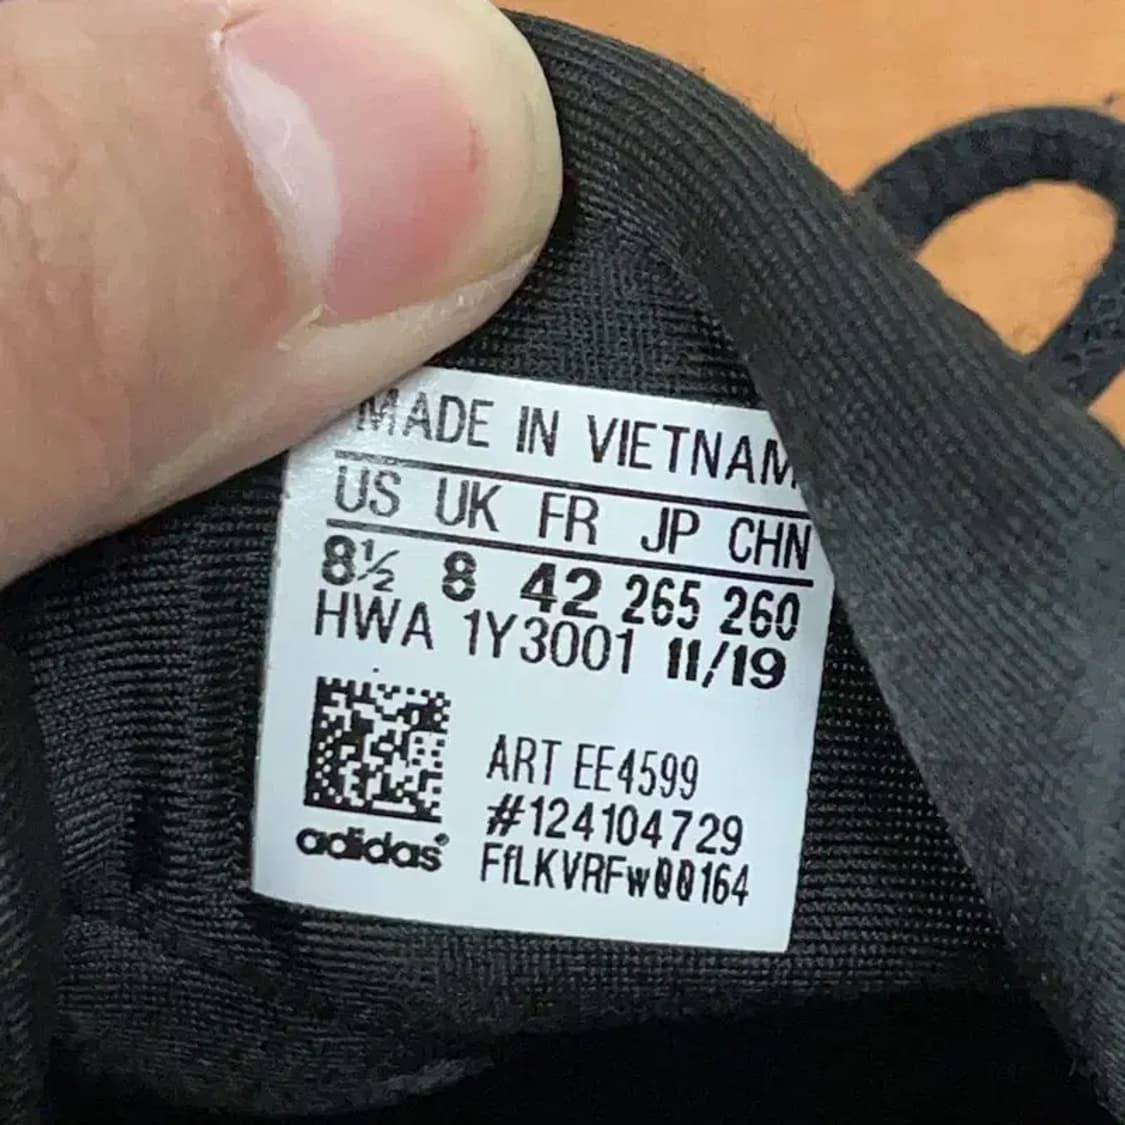 MADE IN VIETNAM
US UK FR JP CHN
8½ 8 42 265 260
HWA 1Y3001 11/19
ART EE4599
#124104729
adidas
FfLKVRFw00164